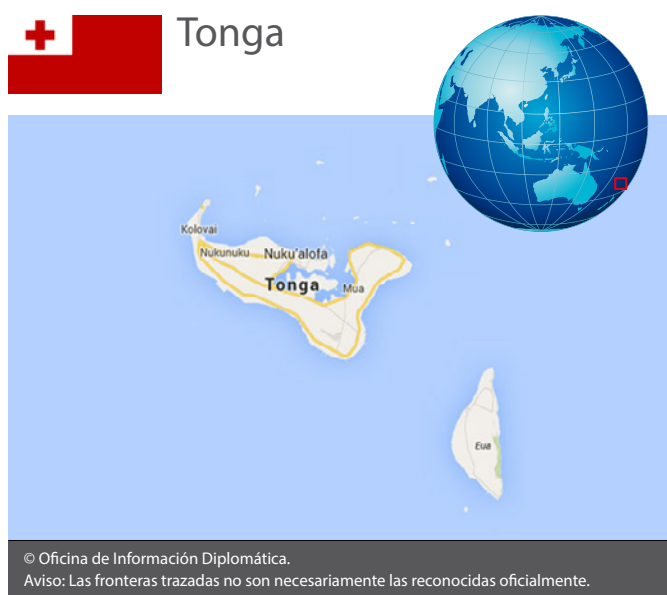 Tonga
Kolovai
Nukunuku
Nuku'alofa
Tonga
Mua
Eua
© Oficina de Información Diplomática.
Aviso: Las fronteras trazadas no son necesariamente las reconocidas oficialmente.